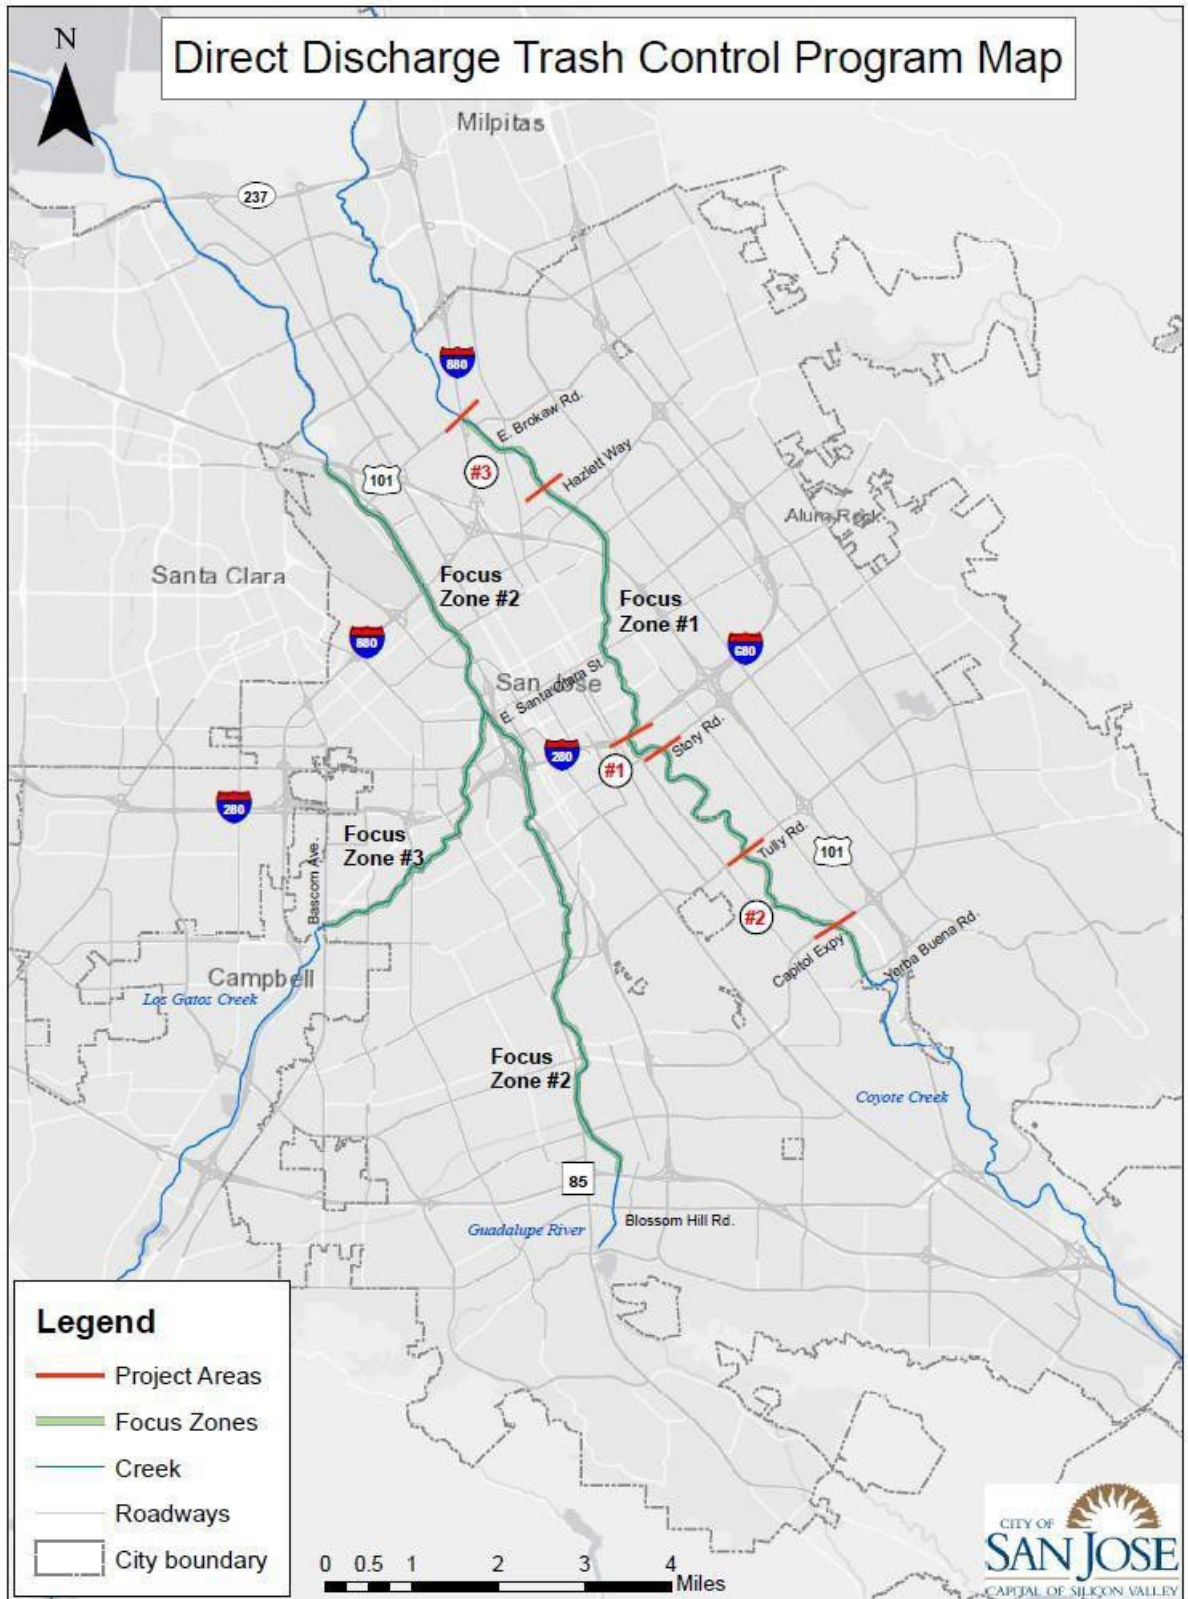 Direct Discharge Trash Control Program Map
N
Milpitas
237
880
E. Brokaw Rd.
#3
Hazlett Way
101
Alum Rock
Santa Clara
Focus
Zone #2
Focus
Zone #1
880
680
San Jose
E. Santa Clara St
280
#1
Story Rd.
280
Focus
Zone #3
Tully Rd.
101
Bascom Ave.
#2
Capitol Expy
Yerba Buena Rd.
Campbell
Los Gatos Creek
Focus
Zone #2
Coyote Creek
85
Guadalupe River
Blossom Hill Rd.
Legend
Project Areas
Focus Zones
Creek
Roadways
City boundary
0 0.5 1 2 3 4
Miles
CITY OF
SAN JOSE
CAPITAL OF SILICON VALLEY